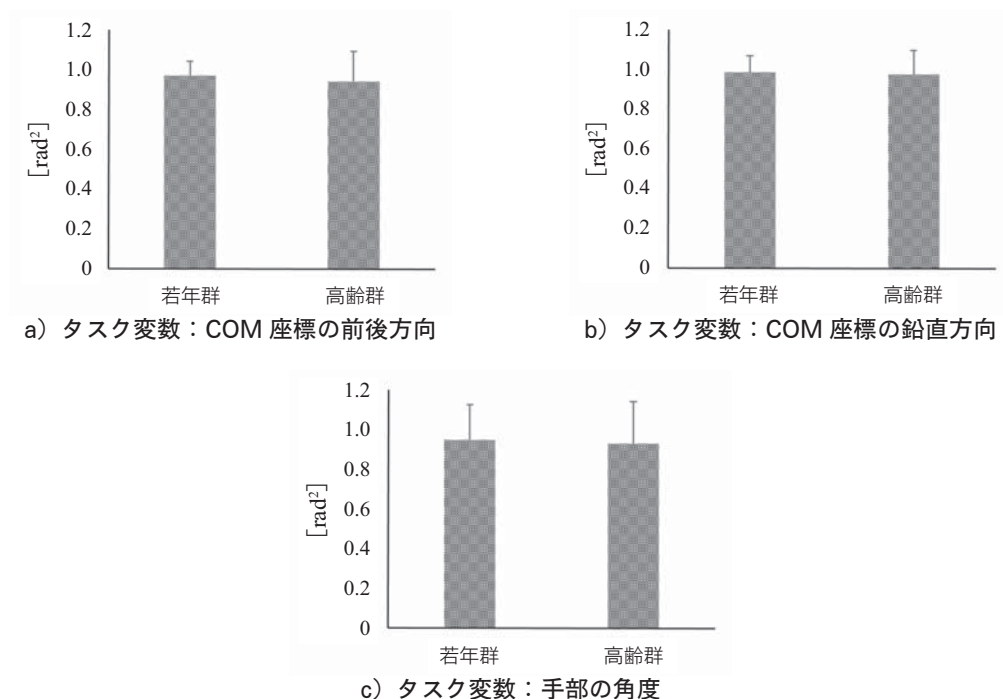 1.2
1.0
0.8
0.6
0.4
0.2
0
[rad²]
若年群 高齢群
a）タスク変数：COM 座標の前後方向
1.2
1.0
0.8
0.6
0.4
0.2
0
[rad²]
若年群 高齢群
b）タスク変数：COM 座標の鉛直方向
1.2
1.0
0.8
0.6
0.4
0.2
0
[rad²]
若年群 高齢群
c）タスク変数：手部の角度